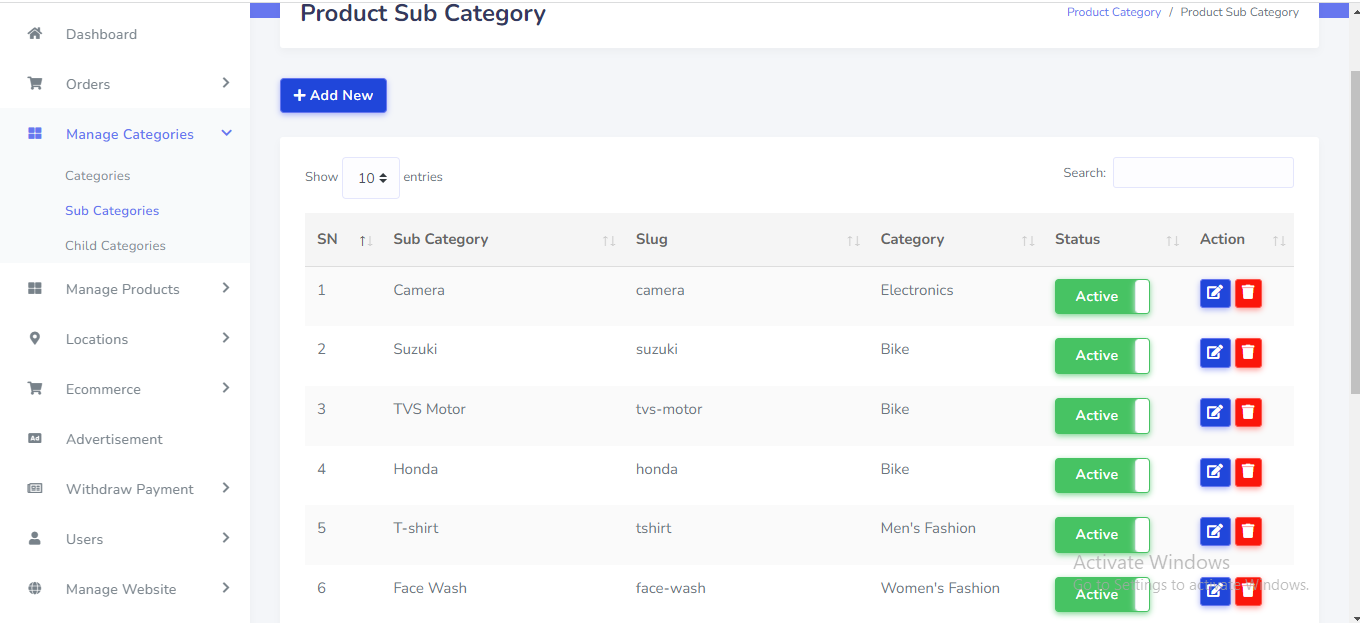 Product Sub Category
Product Category / Product Sub Category
Dashboard
Orders
Manage Categories
Categories
Sub Categories
Child Categories
Manage Products
Locations
Ecommerce
Ad Advertisement
Withdraw Payment
Users
Manage Website
+ Add New
Show 10 entries
Search:
SN Sub Category Slug Category Status Action
1 Camera camera Electronics Active
2 Suzuki suzuki Bike Active
3 TVS Motor tvs-motor Bike Active
4 Honda honda Bike Active
5 T-shirt tshirt Men's Fashion Active
6 Face Wash face-wash Women's Fashion Active
Activate Windows
Go to Settings to activate Windows.